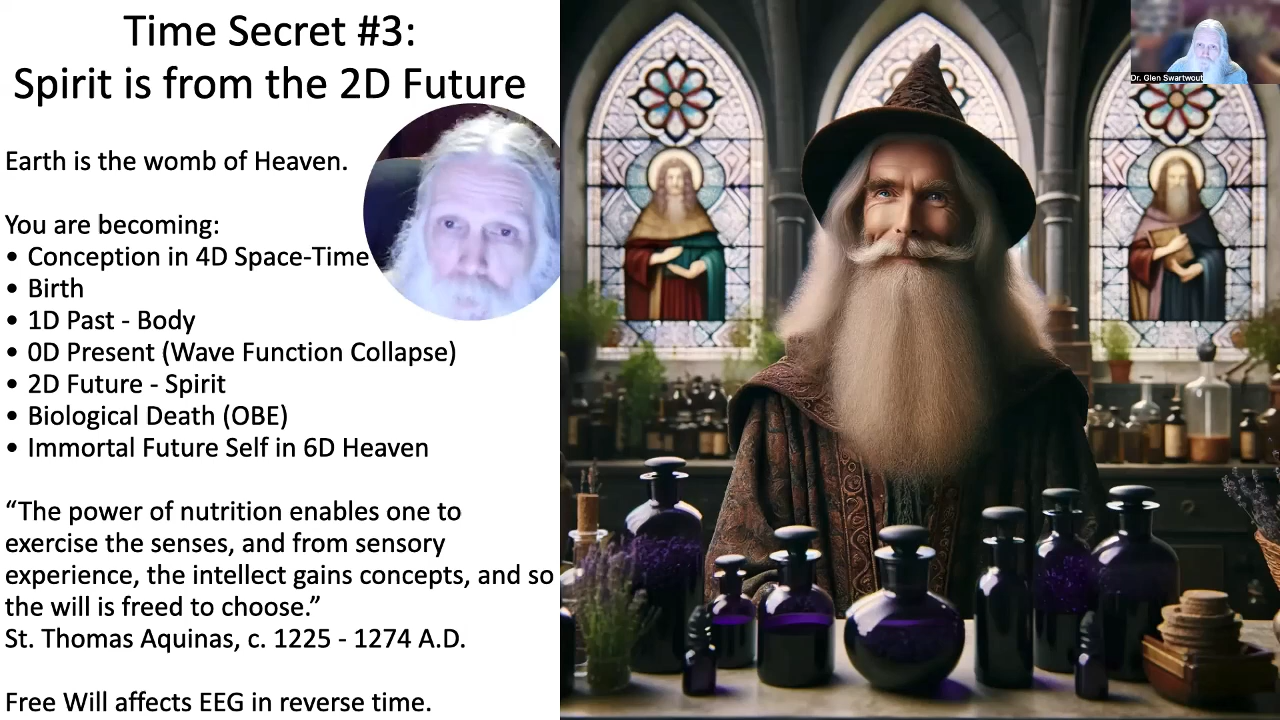 Time Secret #3:
Spirit is from the 2D Future
Dr. Glen Swartwout
Earth is the womb of Heaven.
You are becoming:
• Conception in 4D Space-Time
• Birth
• 1D Past - Body
• 0D Present (Wave Function Collapse)
• 2D Future - Spirit
• Biological Death (OBE)
• Immortal Future Self in 6D Heaven
“The power of nutrition enables one to
exercise the senses, and from sensory
experience, the intellect gains concepts, and so
the will is freed to choose.”
St. Thomas Aquinas, c. 1225 - 1274 A.D.
Free Will affects EEG in reverse time.